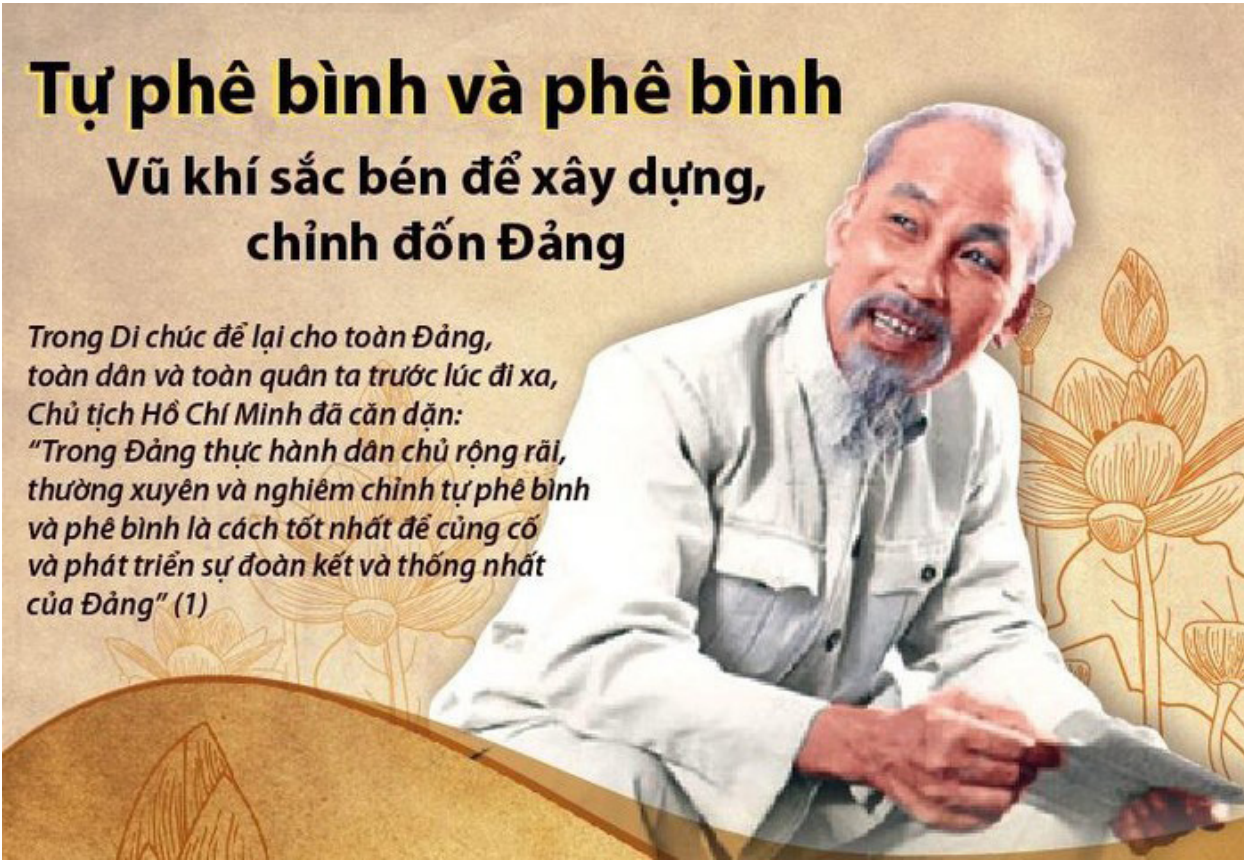 Tự phê bình và phê bình
Vũ khí sắc bén để xây dựng,
chỉnh đốn Đảng
Trong Di chúc để lại cho toàn Đảng,
toàn dân và toàn quân ta trước lúc đi xa,
Chủ tịch Hồ Chí Minh đã căn dặn:
“Trong Đảng thực hành dân chủ rộng rãi,
thường xuyên và nghiêm chỉnh tự phê bình
và phê bình là cách tốt nhất để củng cố
và phát triển sự đoàn kết và thống nhất
của Đảng” (1)